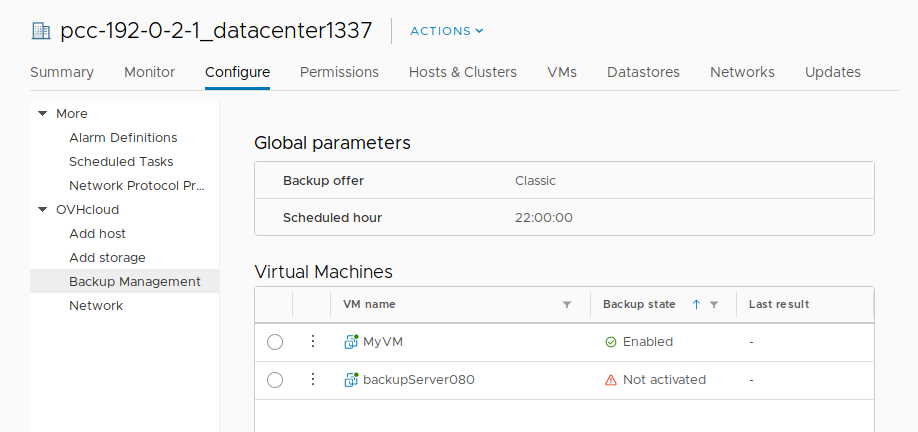 pcc-192-0-2-1_datacenter1337 ACTIONS
Summary Monitor Configure Permissions Hosts & Clusters VMs Datastores Networks Updates
More
Alarm Definitions
Scheduled Tasks
Network Protocol Pr...
OVHcloud
Add host
Add storage
Backup Management
Network
Global parameters
Backup offer Classic
Scheduled hour 22:00:00
Virtual Machines
VM name Backup state Last result
MyVM Enabled -
backupServer080 Not activated -